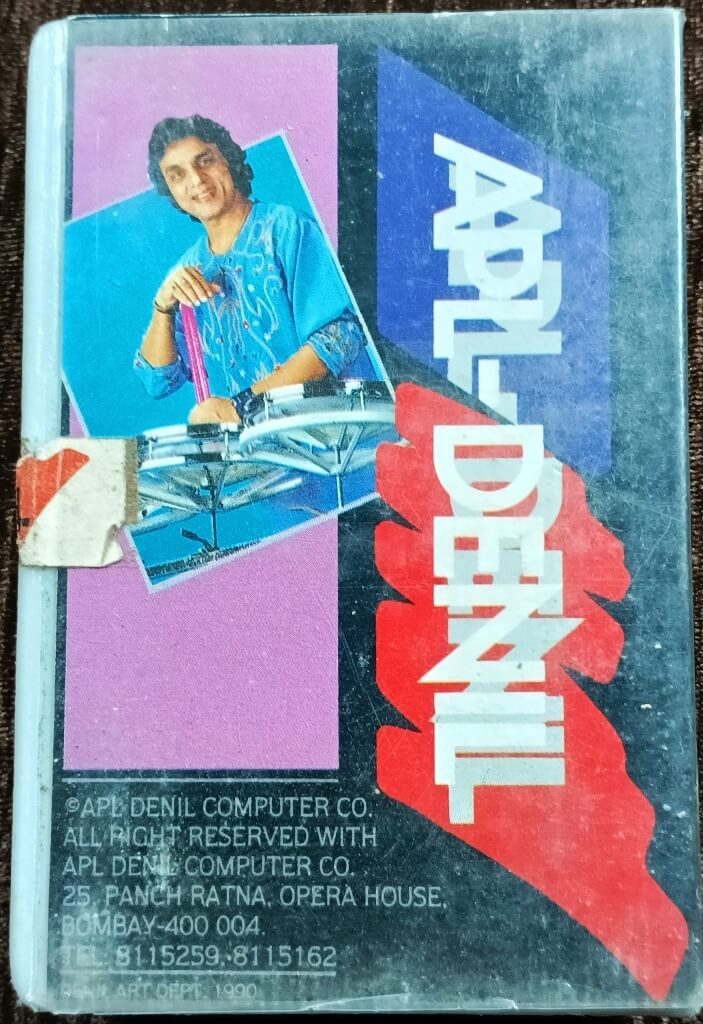 APL-DENIL
©APL DENIL COMPUTER CO.
ALL RIGHT RESERVED WITH
APL DENIL COMPUTER CO.
25, PANCH RATNA, OPERA HOUSE,
BOMBAY-400 004.
TEL: 8115259, 8115162
DENIL ART DEPT. 1990